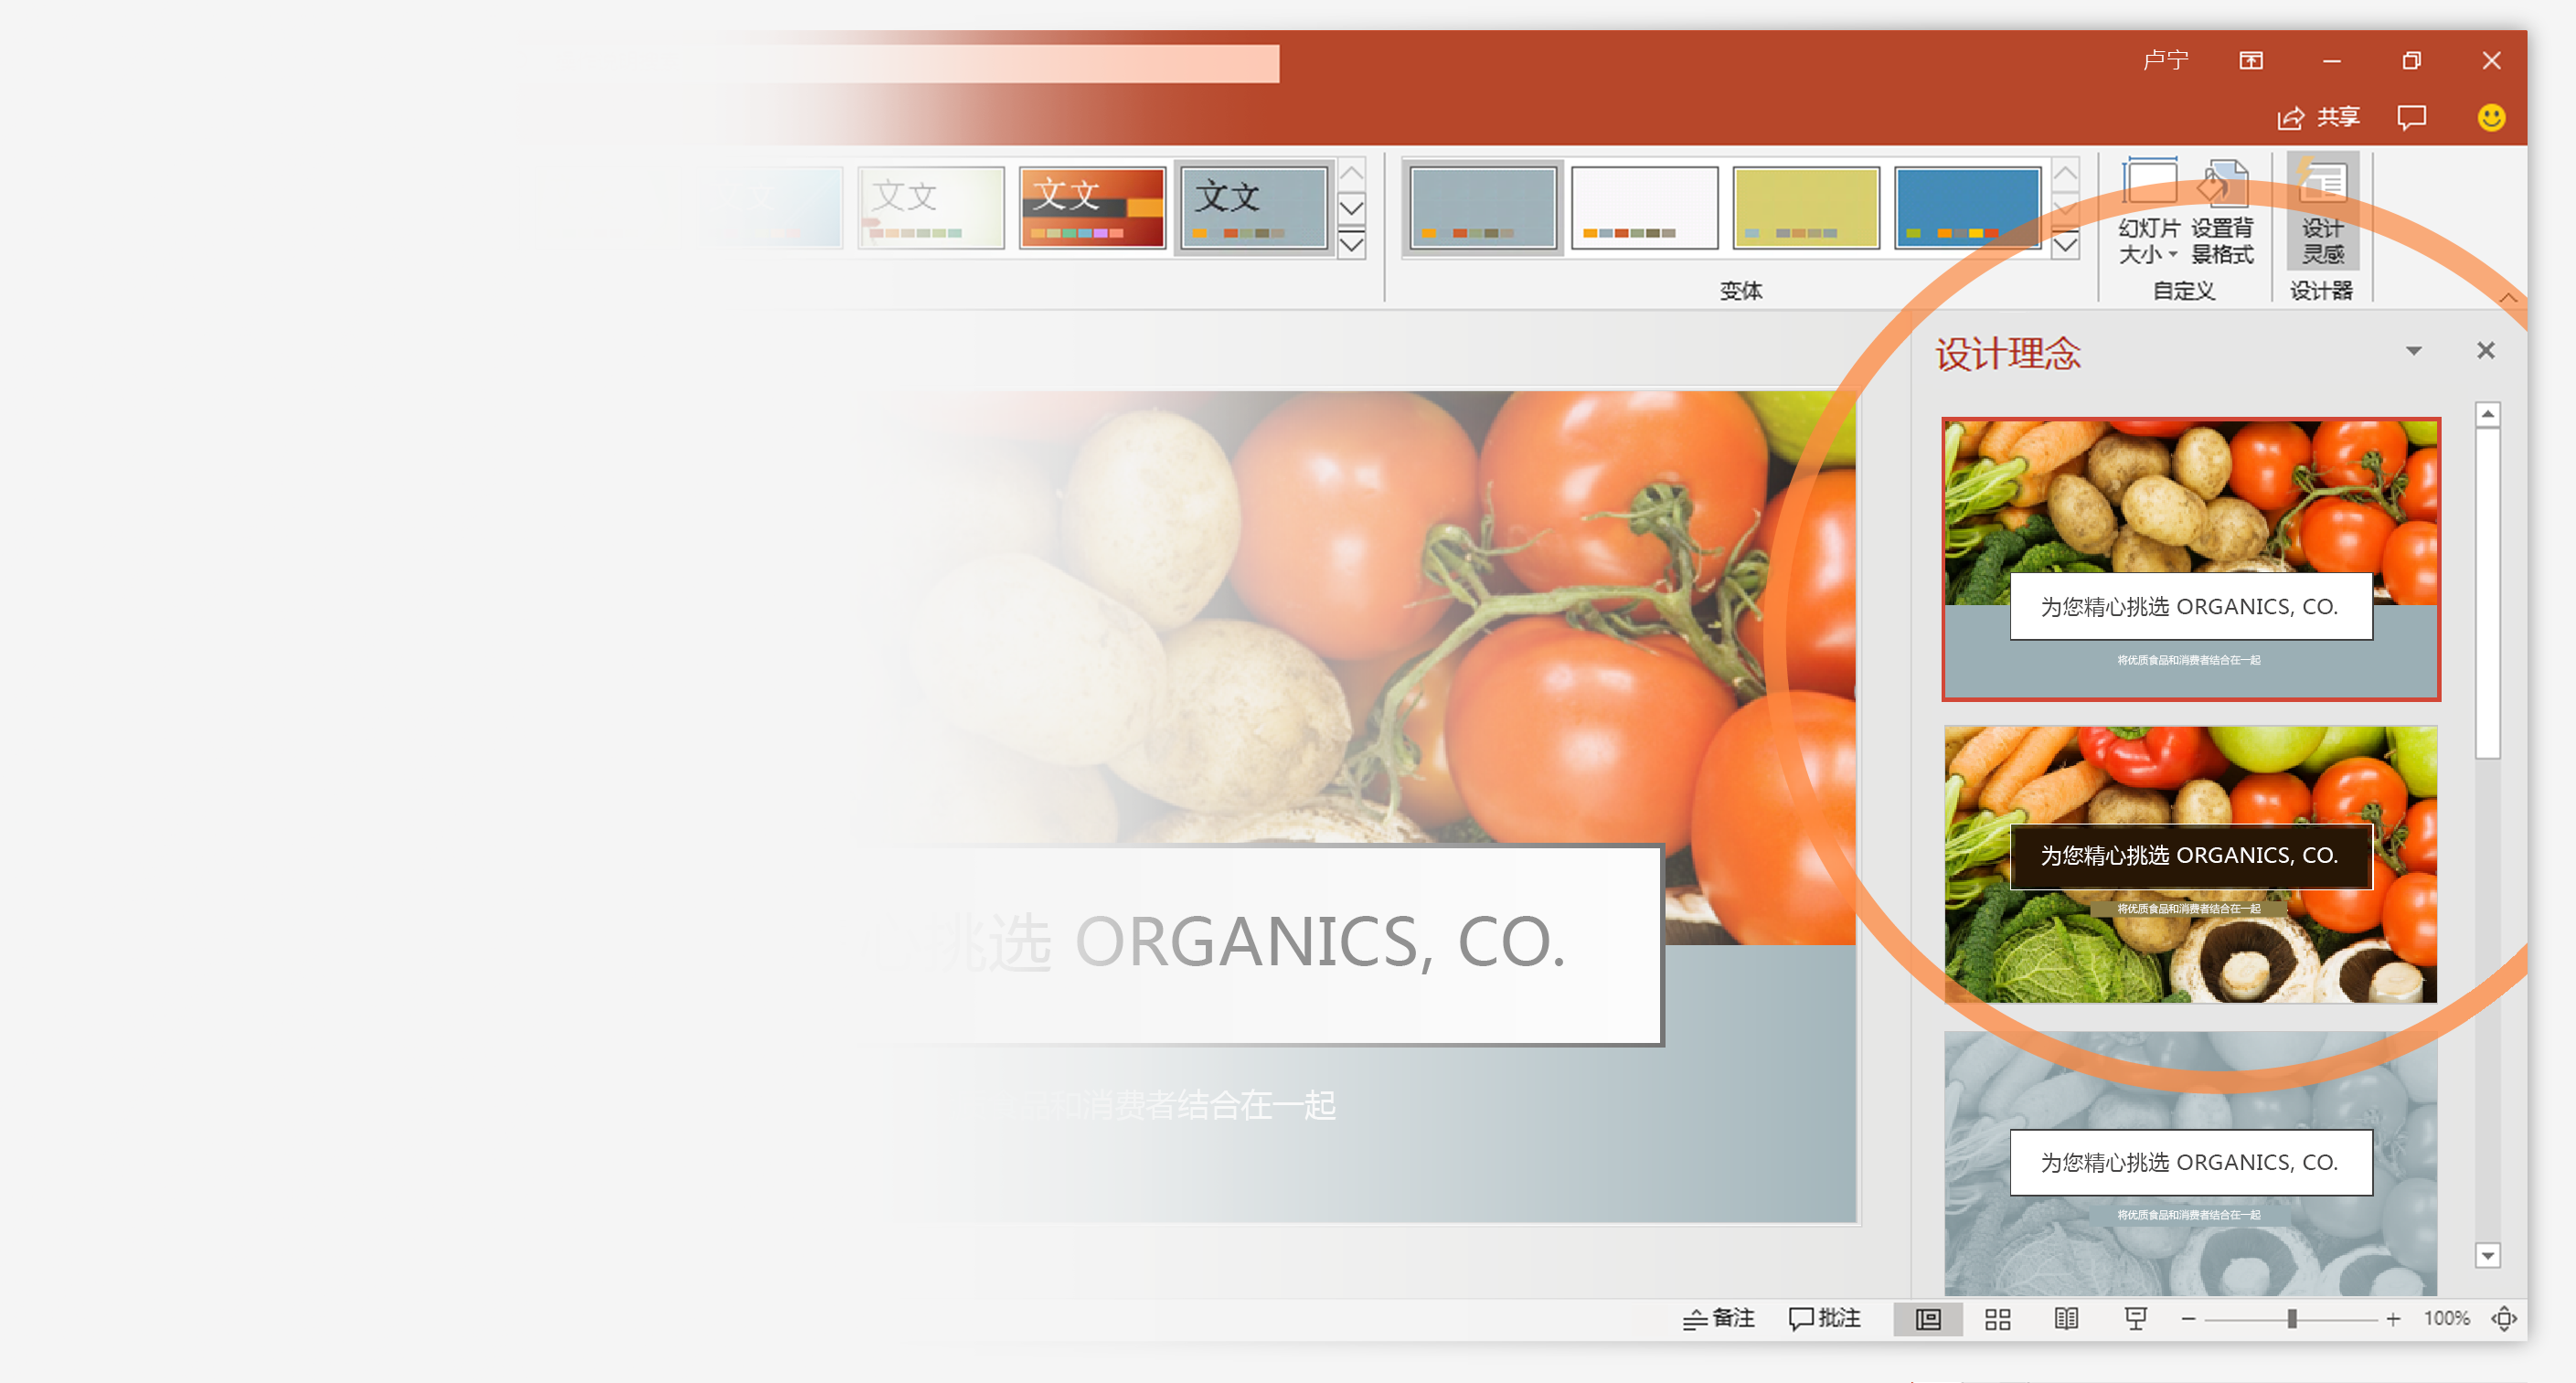 卢宁
共享
文文
文文
文文
文文
变体
幻灯片
大小
设置背
景格式
自定义
设计
灵感
设计器
设计理念
心挑选 ORGANICS, CO.
品和消费者结合在一起
为您精心挑选 ORGANICS, CO.
将优质食品和消费者结合在一起
为您精心挑选 ORGANICS, CO.
将优质食品和消费者结合在一起
为您精心挑选 ORGANICS, CO.
将优质食品和消费者结合在一起
备注
批注
100%